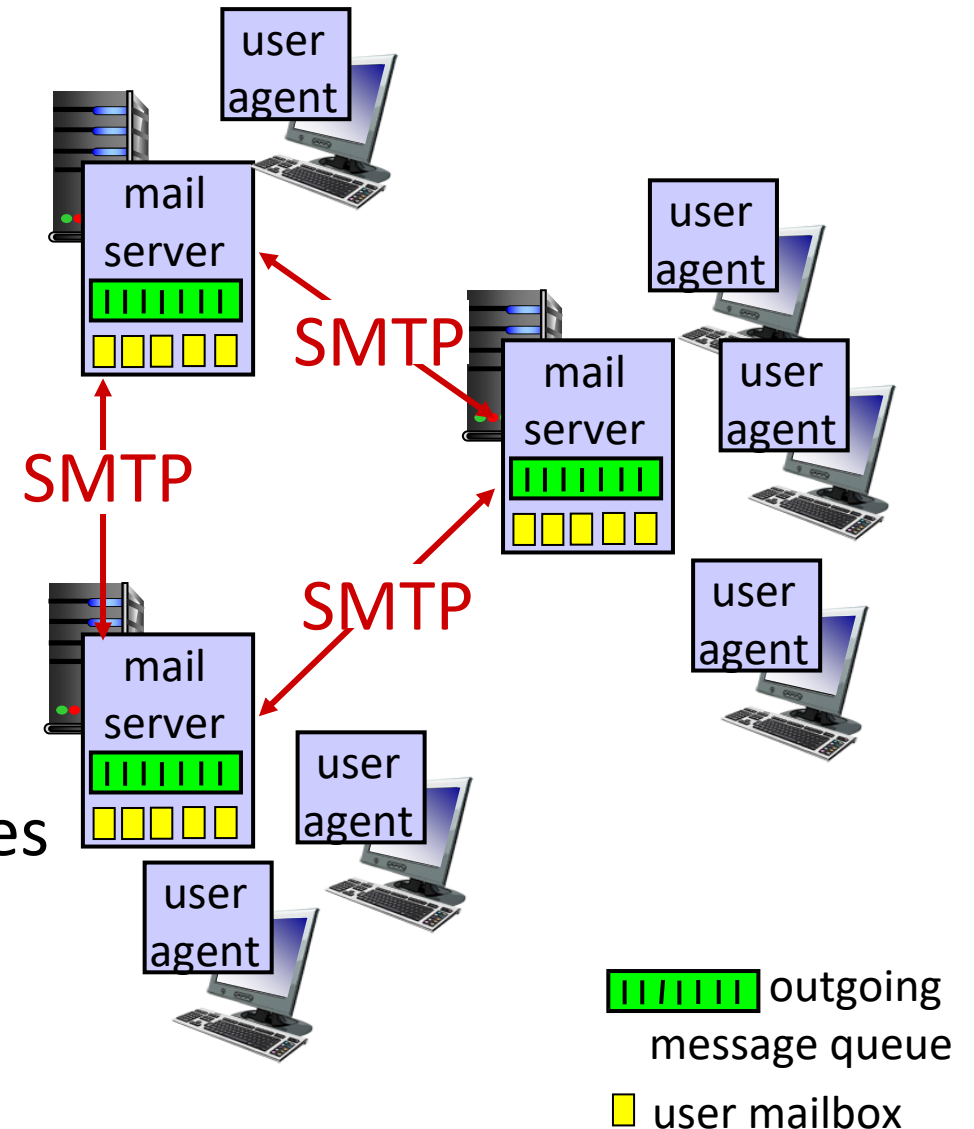 user
agent
mail
server
user
agent
SMTP
mail
server
user
agent
SMTP
SMTP
user
agent
mail
server
user
agent
es
user
agent
outgoing
message queue
user mailbox